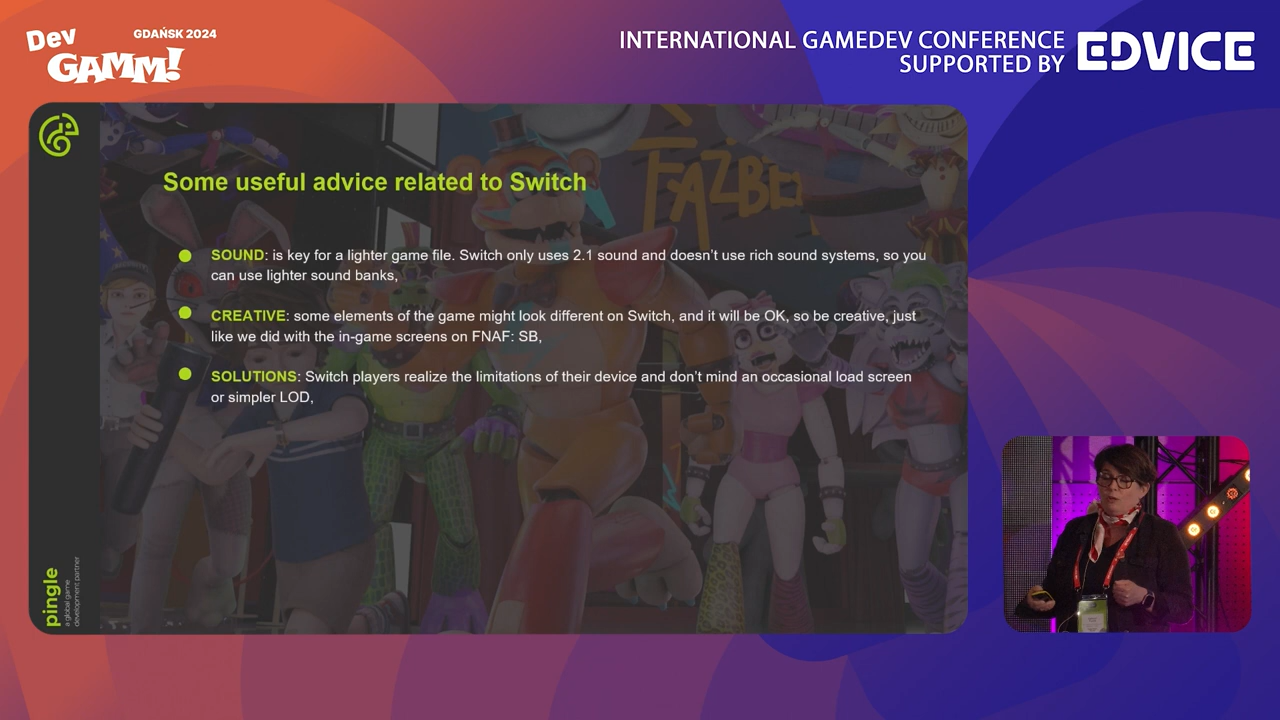 Dev GAMM!
GDAŃSK 2024
INTERNATIONAL GAMEDEV CONFERENCE
SUPPORTED BY EDVICE
FAZBE
Some useful advice related to Switch
SOUND: is key for a lighter game file. Switch only uses 2.1 sound and doesn’t use rich sound systems, so you
can use lighter sound banks,
CREATIVE: some elements of the game might look different on Switch, and it will be OK, so be creative, just
like we did with the in-game screens on FNAF: SB,
SOLUTIONS: Switch players realize the limitations of their device and don’t mind an occasional load screen
or simpler LOD,
pingle
a global game
development partner